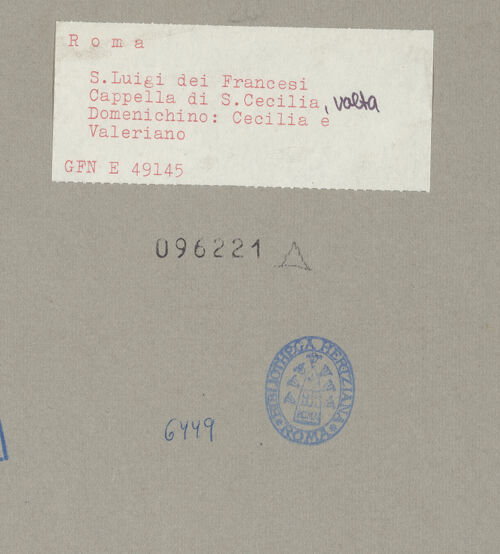 Roma
S.Luigi dei Francesi
Cappella di S.Cecilia, volta
Domenichino: Cecilia e
Valeriano
GFN E 49145
096221
BIBLIOTHECA HERTZIANA
ROMA
6449